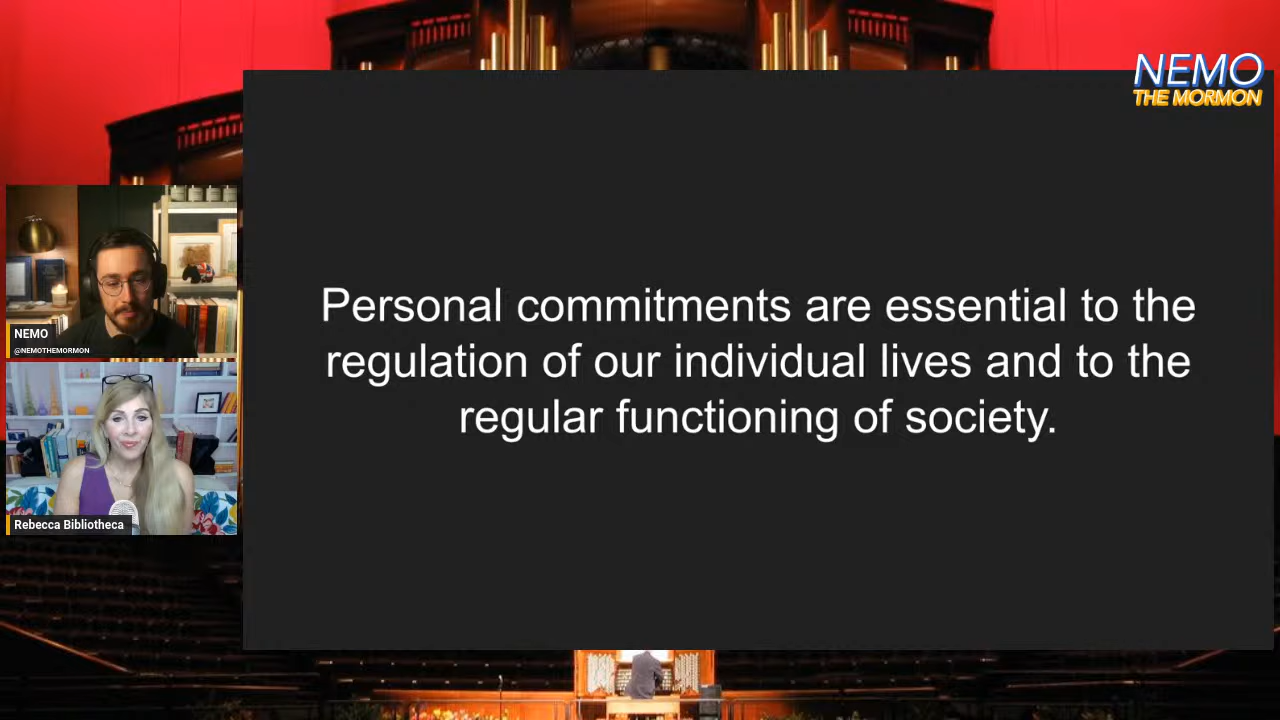 NEMO
THE MORMON
NEMO
@NEMOTHEMORMON
Rebecca Bibliotheca
Personal commitments are essential to the
regulation of our individual lives and to the
regular functioning of society.